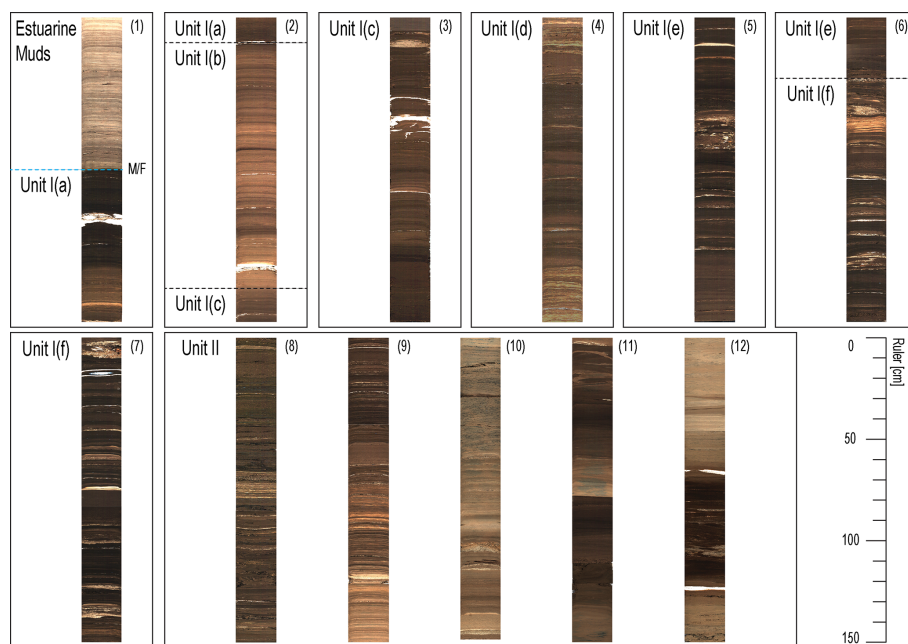 Estuarine
Muds
(1)
M/F
Unit I(a)
Unit I(a)
(2)
Unit I(b)
Unit I(c)
Unit I(c)
(3)
Unit I(d)
(4)
Unit I(e)
(5)
Unit I(e)
(6)
Unit I(f)
Unit I(f)
(7)
Unit II
(8)
(9)
(10)
(11)
(12)
0
50
100
150
Ruler [cm]